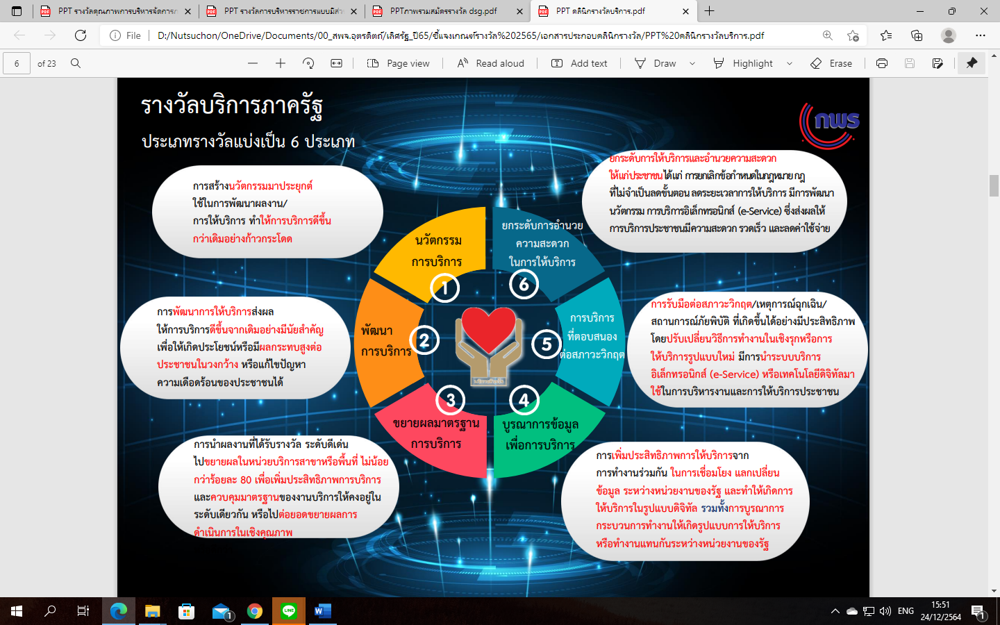 PPT รางวัลคุณภาพการบริหารจัดการภ
PPT รางวัลการบริหารราชการแบบมีส่ว
PPTภาพรวมสมัครรางวัล dsg.pdf
PPT คลินิกรางวัลบริการ.pdf
File
D:/Nutsuchon/OneDrive/Documents/00_สพจ.อุตรดิตถ์/เลิศรัฐ_ปี65/ชี้แจงเกณฑ์รางวัล%202565/เอกสารประกอบคลินิกรางวัล/PPT%20คลินิกรางวัลบริการ.pdf
6 of 23
Page view
Read aloud
Add text
Draw
Highlight
Erase
รางวัลบริการภาครัฐ
ประเภทรางวัลแบ่งเป็น 6 ประเภท
กพร
การสร้างนวัตกรรมมาประยุกต์
ใช้ในการพัฒนาผลงาน/
การให้บริการ ทำให้การบริการดีขึ้น
กว่าเดิมอย่างก้าวกระโดด
นวัตกรรม
การบริการ
1
การพัฒนาการให้บริการส่งผล
ให้การบริการดีขึ้นจากเดิมอย่างมีนัยสำคัญ
เพื่อให้เกิดประโยชน์หรือมีผลกระทบสูงต่อ
ประชาชนในวงกว้าง หรือแก้ไขปัญหา
ความเดือดร้อนของประชาชนได้
พัฒนา
การบริการ
2
การนำผลงานที่ได้รับรางวัล ระดับดีเด่น
ไปขยายผลในหน่วยบริการสาขาหรือพื้นที่ ไม่น้อย
กว่าร้อยละ 80 เพื่อเพิ่มประสิทธิภาพการบริการ
และควบคุมมาตรฐานของงานบริการให้คงอยู่ใน
ระดับเดียวกัน หรือไปต่อยอดขยายผลการ
ดำเนินการในเชิงคุณภาพ
3
ขยายผลมาตรฐาน
การบริการ
4
บูรณาการข้อมูล
เพื่อการบริการ
การเพิ่มประสิทธิภาพการให้บริการจาก
การทำงานร่วมกัน ในการเชื่อมโยง แลกเปลี่ยน
ข้อมูล ระหว่างหน่วยงานของรัฐ และทำให้เกิดการ
ให้บริการในรูปแบบดิจิทัล รวมทั้งการบูรณาการ
กระบวนการทำงานให้เกิดรูปแบบการให้บริการ
หรือทำงานแทนกันระหว่างหน่วยงานของรัฐ
5
การบริการ
ที่ตอบสนอง
ต่อสภาวะวิกฤต
การรับมือต่อสภาวะวิกฤต/เหตุการณ์ฉุกเฉิน/
สถานการณ์ภัยพิบัติ ที่เกิดขึ้นได้อย่างมีประสิทธิภาพ
โดยปรับเปลี่ยนวิธีการทำงานในเชิงรุกหรือการ
ให้บริการรูปแบบใหม่ มีการนำระบบบริการ
อิเล็กทรอนิกส์ (e-Service) หรือเทคโนโลยีดิจิทัลมา
ใช้ในการบริหารงานและการให้บริการประชาชน
ยกระดับการอำนวย
ความสะดวก
ในการให้บริการ
6
ยกระดับการให้บริการและอำนวยความสะดวก
ให้แก่ประชาชน ได้แก่ การยกเลิกข้อกำหนดในกฎหมาย กฎ
ที่ไม่จำเป็นลดขั้นตอน ลดระยะเวลาการให้บริการ มีการพัฒนา
นวัตกรรม การบริการอิเล็กทรอนิกส์ (e-Service) ซึ่งส่งผลให้
การบริการประชาชนมีความสะดวก รวดเร็ว และลดค่าใช้จ่าย
1
ENG
15:51
24/12/2564
1